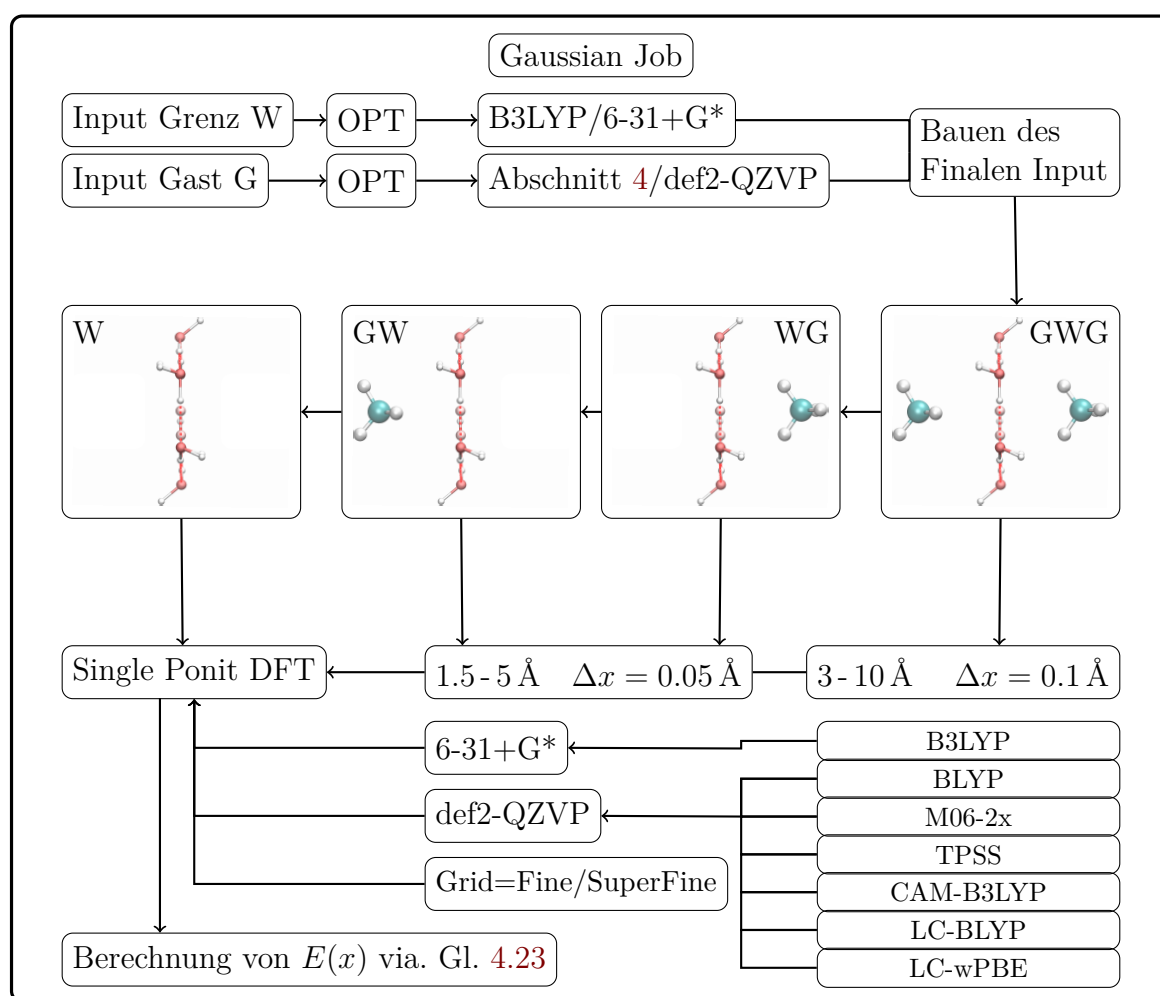 Gaussian Job
Input Grenz W
OPT
B3LYP/6-31+G*
Bauen des
Finalen Input
Input Gast G
OPT
Abschnitt 4/def2-QZVP
W
GW
WG
GWG
Single Ponit DFT
1.5 - 5 Å Δx = 0.05 Å
3 - 10 Å Δx = 0.1 Å
6-31+G*
B3LYP
BLYP
def2-QZVP
M06-2x
TPSS
Grid=Fine/SuperFine
CAM-B3LYP
LC-BLYP
Berechnung von E(x) via. Gl. 4.23
LC-wPBE